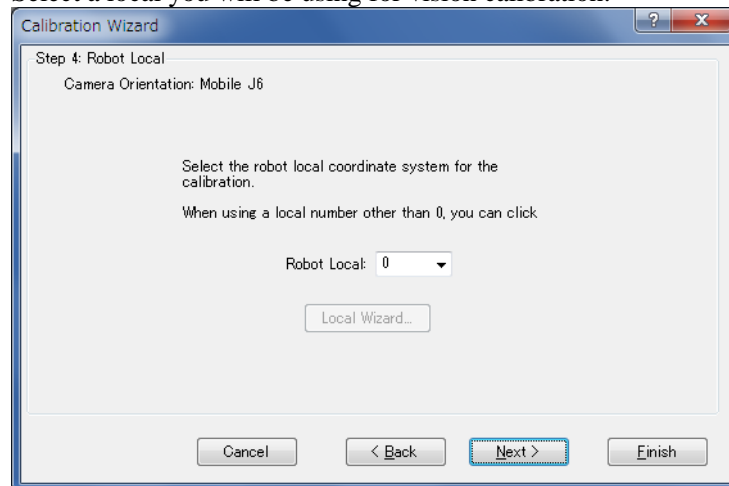 Select a local you will be using for vision calibration.
Calibration Wizard
Step 4: Robot Local
Camera Orientation: Mobile J6
Select the robot local coordinate system for the
calibration.
When using a local number other than 0, you can click
Robot Local: 0
Local Wizard...
Cancel
< Back
Next >
Finish